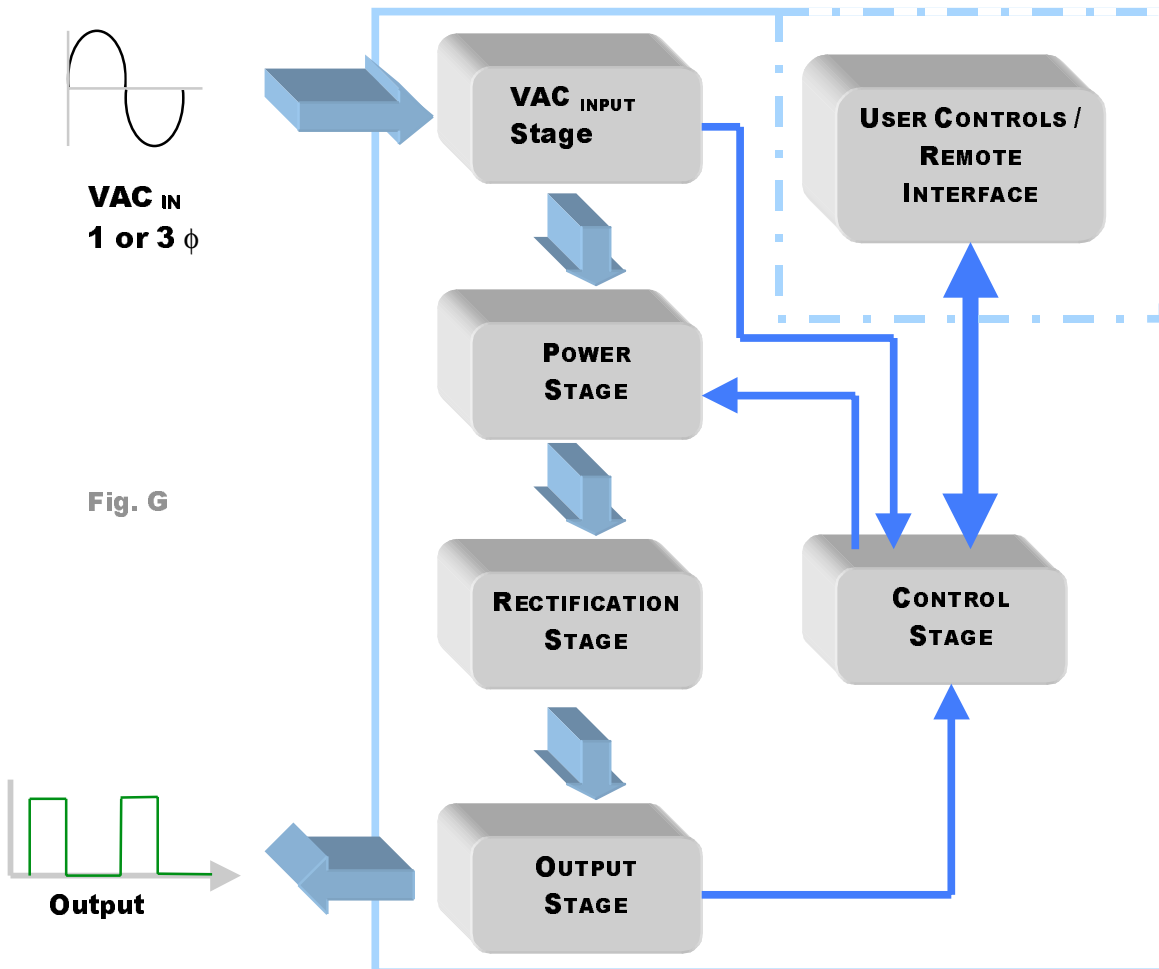 VAC INPUT
Stage
USER CONTROLS /
REMOTE
INTERFACE
VAC IN
1 or 3 ϕ
POWER
STAGE
Fig. G
RECTIFICATION
STAGE
CONTROL
STAGE
OUTPUT
STAGE
Output